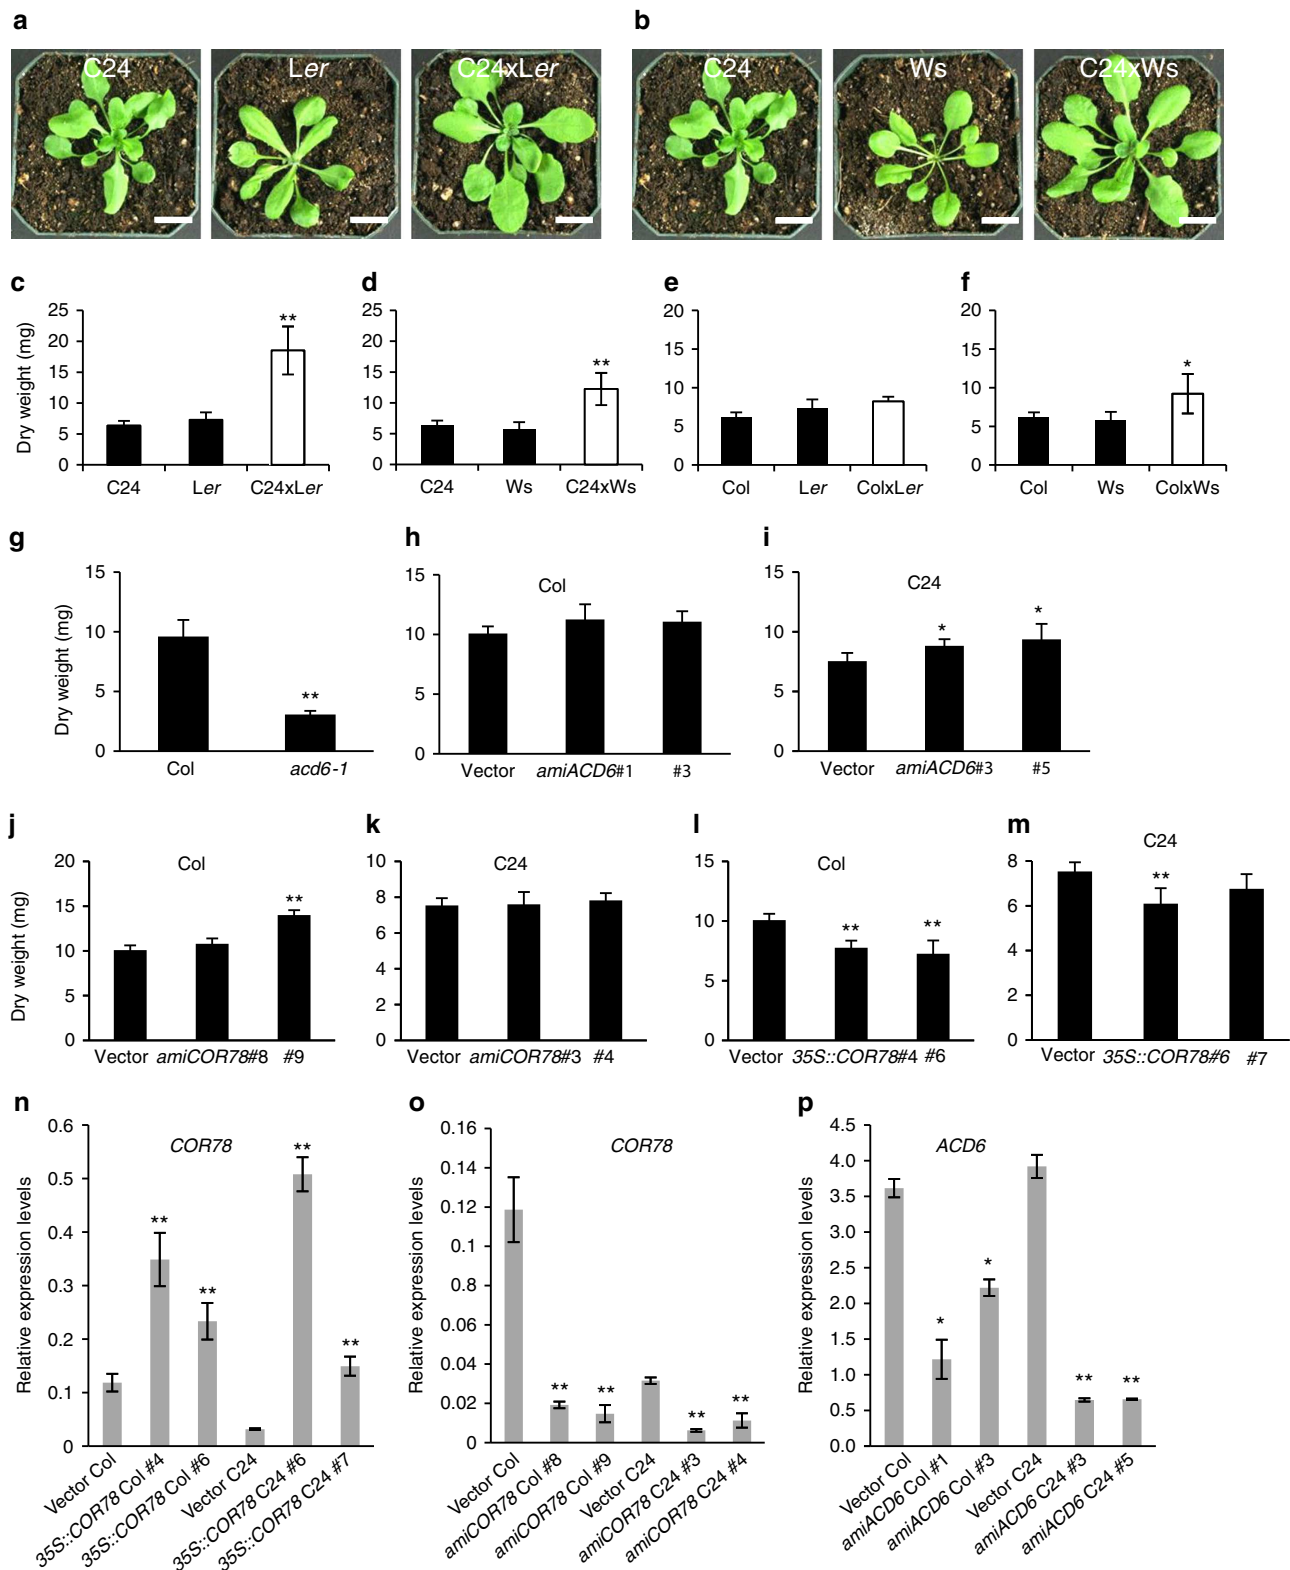 a
b
C24
Ler
C24xLer
C24
Ws
C24xWs
c
d
e
f
Dry weight (mg)
25
20
15
10
5
0
**
C24
Ler
C24xLer
25
20
15
10
5
0
**
C24
Ws
C24xWs
20
15
10
5
0
Col
Ler
ColxLer
20
15
10
5
0
*
Col
Ws
ColxWs
g
h
i
Dry weight (mg)
15
10
5
0
**
Col
acd6-1
15
10
5
0
Col
Vector
amiACD6#1
#3
15
10
5
0
C24
*
*
Vector
amiACD6#3
#5
j
k
l
m
Dry weight (mg)
20
15
10
5
0
Col
**
Vector
amiCOR78#8
#9
10
8
6
4
2
0
C24
Vector
amiCOR78#3
#4
15
10
5
0
Col
**
**
Vector
35S::COR78#4
#6
8
6
4
2
0
C24
**
Vector
35S::COR78#6
#7
n
o
p
Relative expression levels
0.6
0.5
0.4
0.3
0.2
0.1
0
COR78
**
**
**
**
Vector Col
35S::COR78 Col #4
35S::COR78 Col #6
Vector C24
35S::COR78 C24 #6
35S::COR78 C24 #7
Relative expression levels
0.16
0.12
0.1
0.08
0.06
0.04
0.02
0
COR78
**
**
**
**
Vector Col
amiCOR78 Col #8
amiCOR78 Col #9
Vector C24
amiCOR78 C24 #3
amiCOR78 C24 #4
Relative expression levels
4.5
4.0
3.5
3.0
2.5
2.0
1.5
1.0
0.5
0.0
ACD6
*
*
**
**
Vector Col
amiACD6 Col #1
amiACD6 Col #3
Vector C24
amiACD6 C24 #3
amiACD6 C24 #5